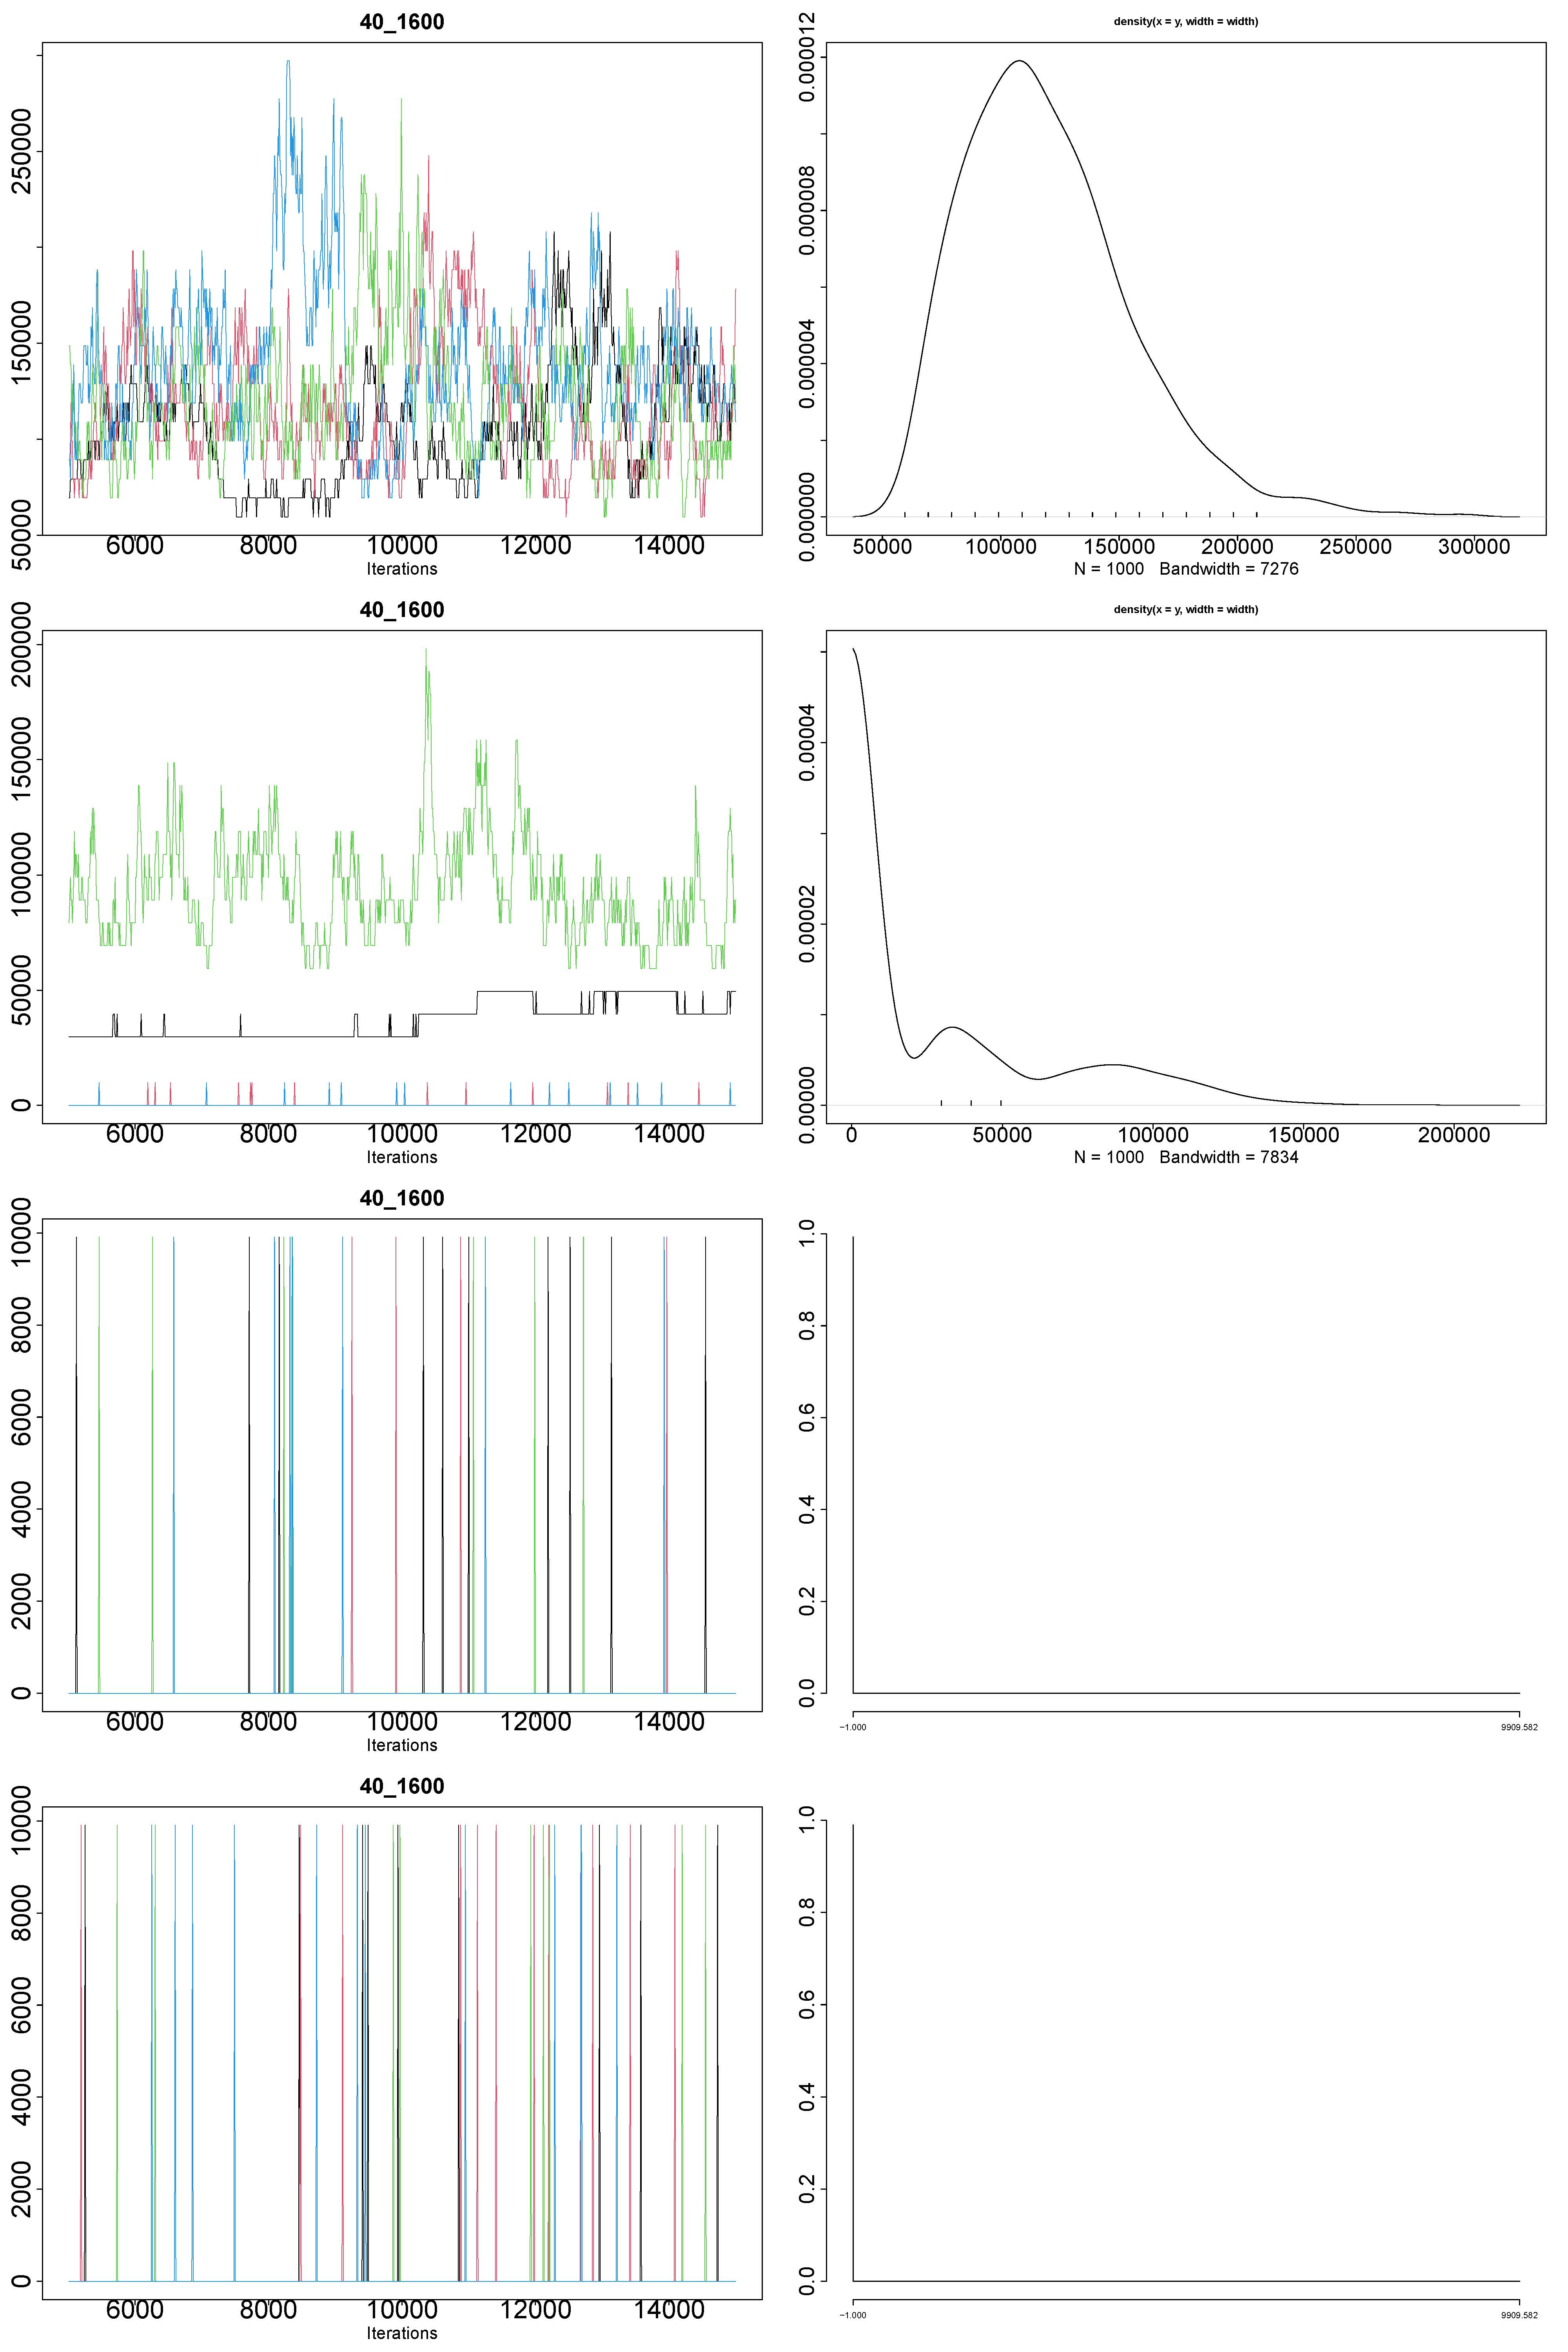 40_1600
50000 150000 250000
6000 8000 10000 12000 14000
Iterations
density(x = y, width = width)
0.000000 0.000004 0.000008 0.000012
50000 100000 150000 200000 250000 300000
N = 1000 Bandwidth = 7276
40_1600
0 50000 100000 150000 200000
6000 8000 10000 12000 14000
Iterations
density(x = y, width = width)
0.00000 0.00002 0.00004
0 50000 100000 150000 200000
N = 1000 Bandwidth = 7834
40_1600
0 2000 4000 6000 8000 10000
6000 8000 10000 12000 14000
Iterations
0.0 0.2 0.4 0.6 0.8 1.0
−1.000 9909.582
40_1600
0 2000 4000 6000 8000 10000
6000 8000 10000 12000 14000
Iterations
0.0 0.2 0.4 0.6 0.8 1.0
−1.000 9909.582